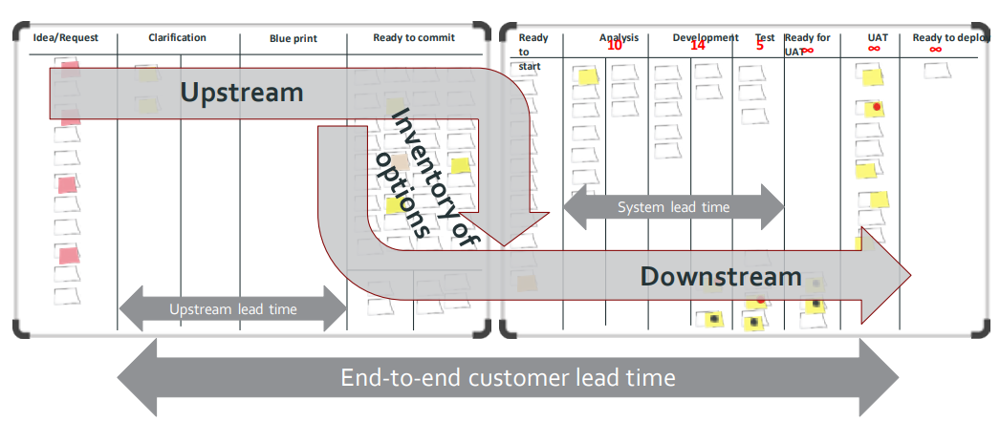 Idea/Request
Clarification
Blue print
Ready to commit
Ready
to
start
Analysis
10
Development
14
Test
5
Ready for
UAT
∞
UAT
∞
Ready to deploy
∞
Upstream
Inventory of
options
System lead time
Downstream
Upstream lead time
End-to-end customer lead time